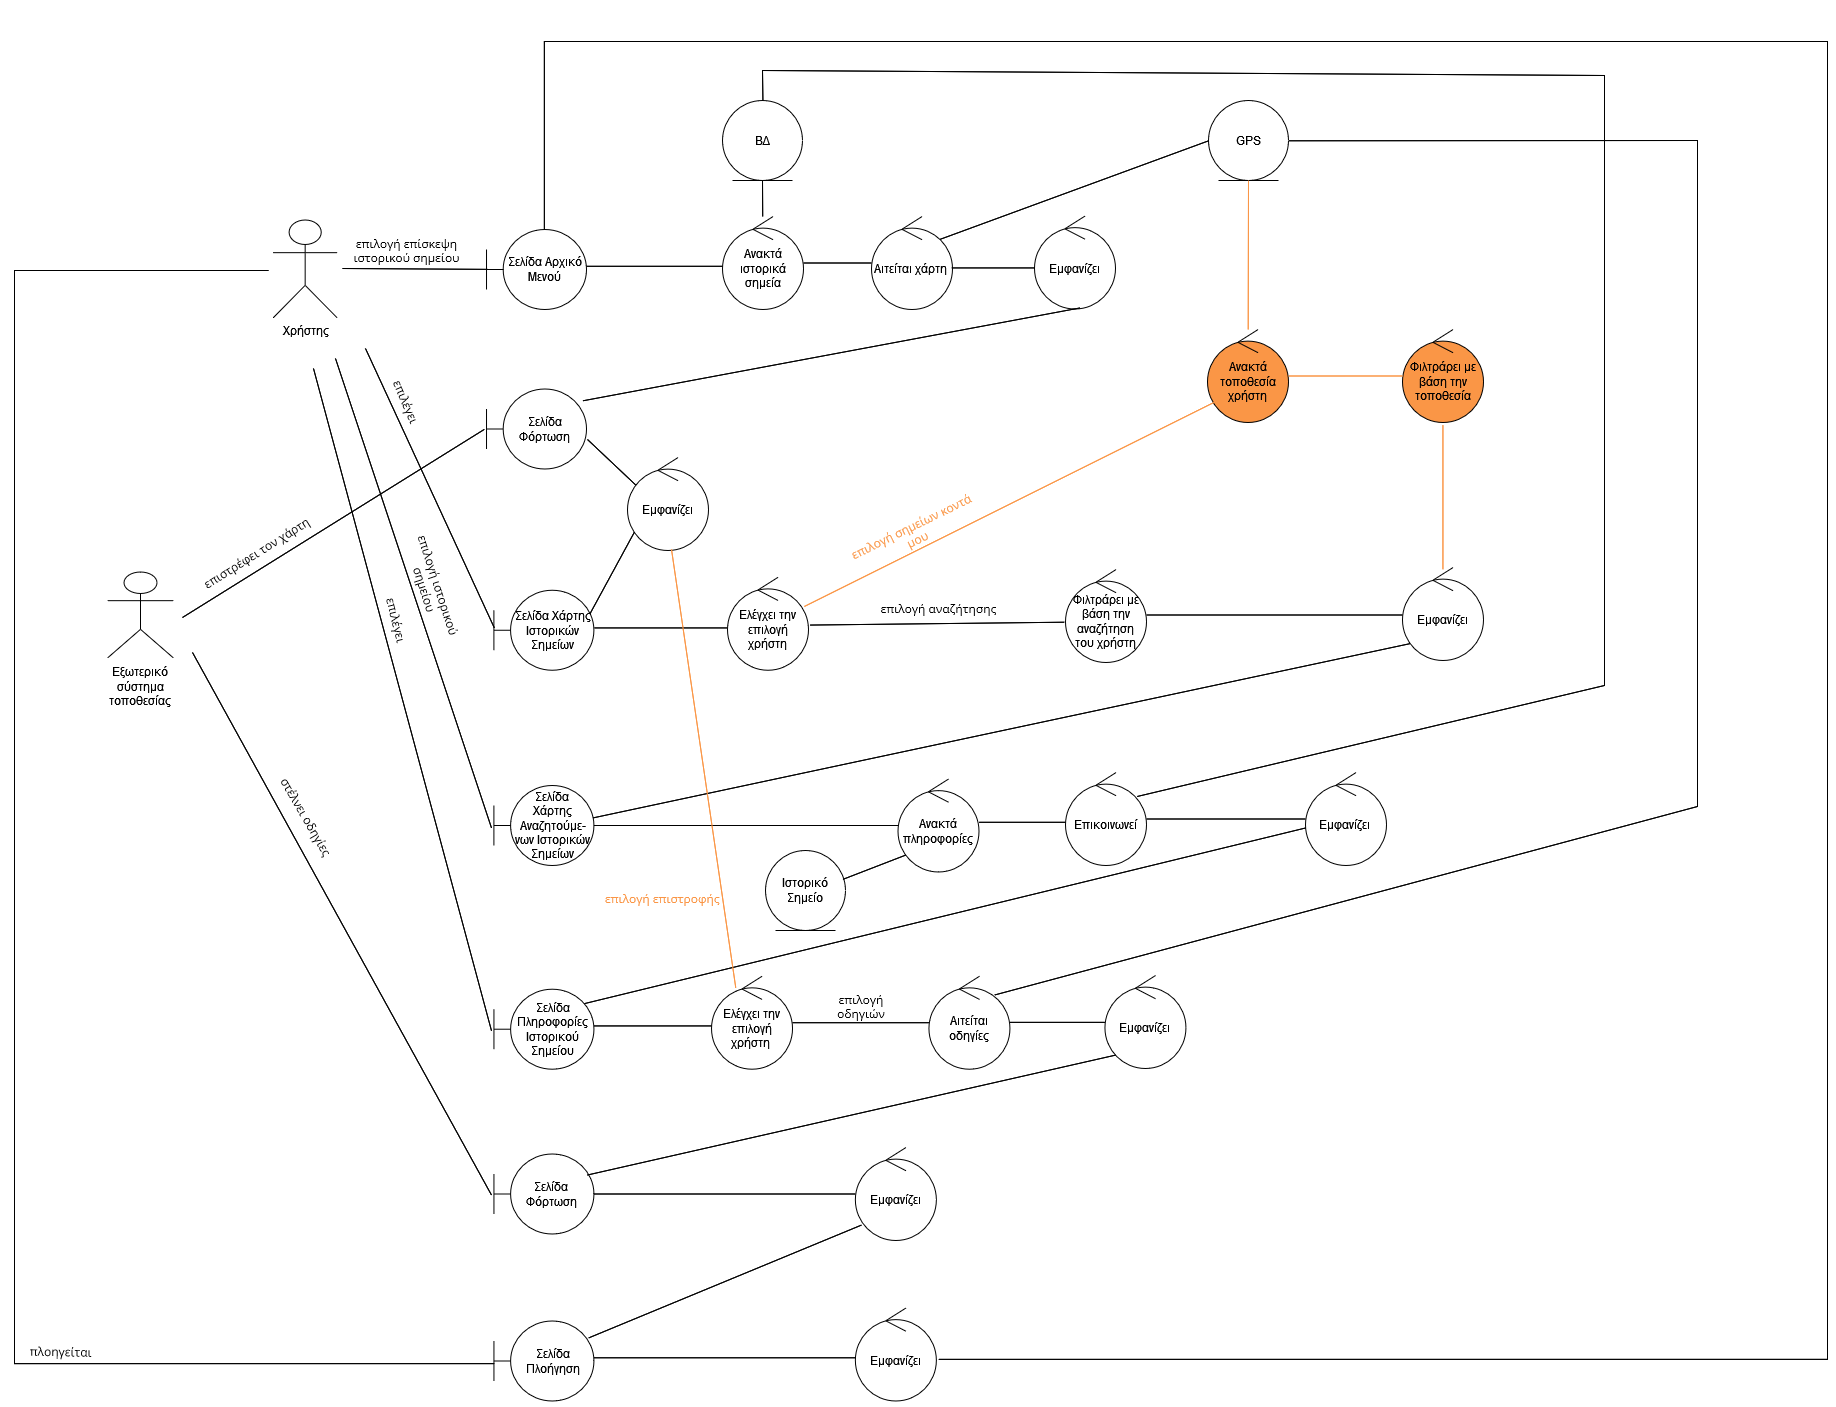 ΒΔ
GPS
επιλογή επίσκεψη
ιστορικού σημείου
Σελίδα Αρχικό
Μενού
Ανακτά
ιστορικά
σημεία
Αιτείται χάρτη
Εμφανίζει
Χρήστης
Ανακτά
τοποθεσία
χρήστη
Φιλτράρει με
βάση την
τοποθεσία
επιλέγει
Σελίδα
Φόρτωση
Εμφανίζει
επιλογή σημείων κοντά
μου
επιστρέφει τον χάρτη
επιλογή ιστορικού
σημείου
επιλέγει
Σελίδα Χάρτης
Ιστορικών
Σημείων
Ελέγχει την
επιλογή
χρήστη
επιλογή αναζήτησης
Φιλτράρει με
βάση την
αναζήτηση
του χρήστη
Εμφανίζει
Εξωτερικό
σύστημα
τοποθεσίας
στέλνει οδηγίες
Σελίδα
Χάρτης
Αναζητούμε-
νων Ιστορικών
Σημείων
Ανακτά
πληροφορίες
Επικοινωνεί
Εμφανίζει
Ιστορικό
Σημείο
επιλογή επιστροφής
Σελίδα
Πληροφορίες
Ιστορικού
Σημείου
Ελέγχει την
επιλογή
χρήστη
επιλογή
οδηγιών
Αιτείται
οδηγίες
Εμφανίζει
Σελίδα
Φόρτωση
Εμφανίζει
πλοηγείται
Σελίδα
Πλοήγηση
Εμφανίζει